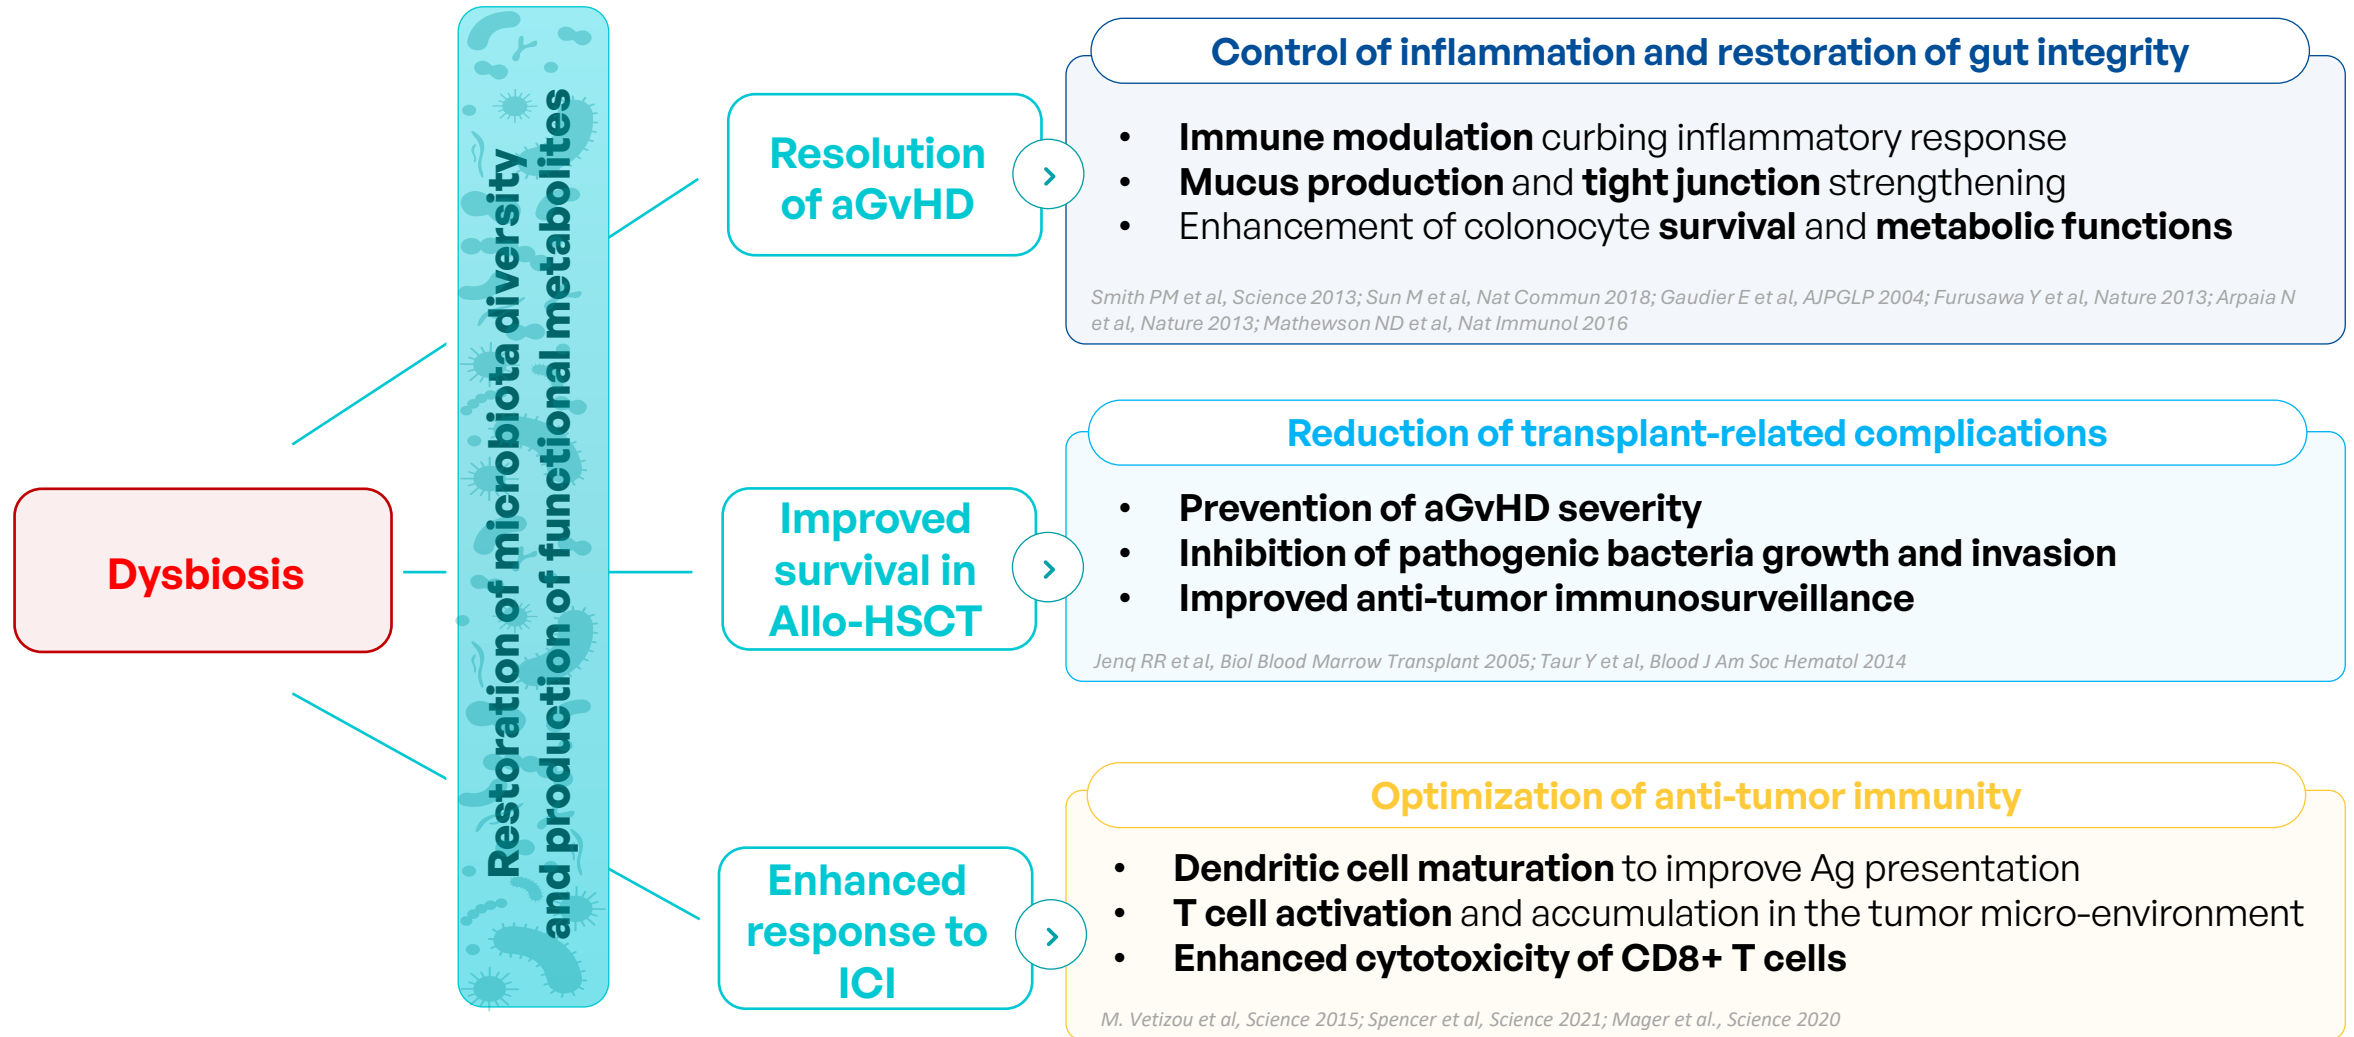 Dysbiosis
Restoration of microbiota diversity
and production of functional metabolites
Resolution
of aGvHD
Control of inflammation and restoration of gut integrity
• Immune modulation curbing inflammatory response
• Mucus production and tight junction strengthening
• Enhancement of colonocyte survival and metabolic functions
Smith PM et al, Science 2013; Sun M et al, Nat Commun 2018; Gaudier E et al, AJPGLP 2004; Furusawa Y et al, Nature 2013; Arpaia N
et al, Nature 2013; Mathewson ND et al, Nat Immunol 2016
Improved
survival in
Allo-HSCT
Reduction of transplant-related complications
• Prevention of aGvHD severity
• Inhibition of pathogenic bacteria growth and invasion
• Improved anti-tumor immunosurveillance
Jenq RR et al, Biol Blood Marrow Transplant 2005; Taur Y et al, Blood J Am Soc Hematol 2014
Enhanced
response to
ICI
Optimization of anti-tumor immunity
• Dendritic cell maturation to improve Ag presentation
• T cell activation and accumulation in the tumor micro-environment
• Enhanced cytotoxicity of CD8+ T cells
M. Vetizou et al, Science 2015; Spencer et al, Science 2021; Mager et al., Science 2020